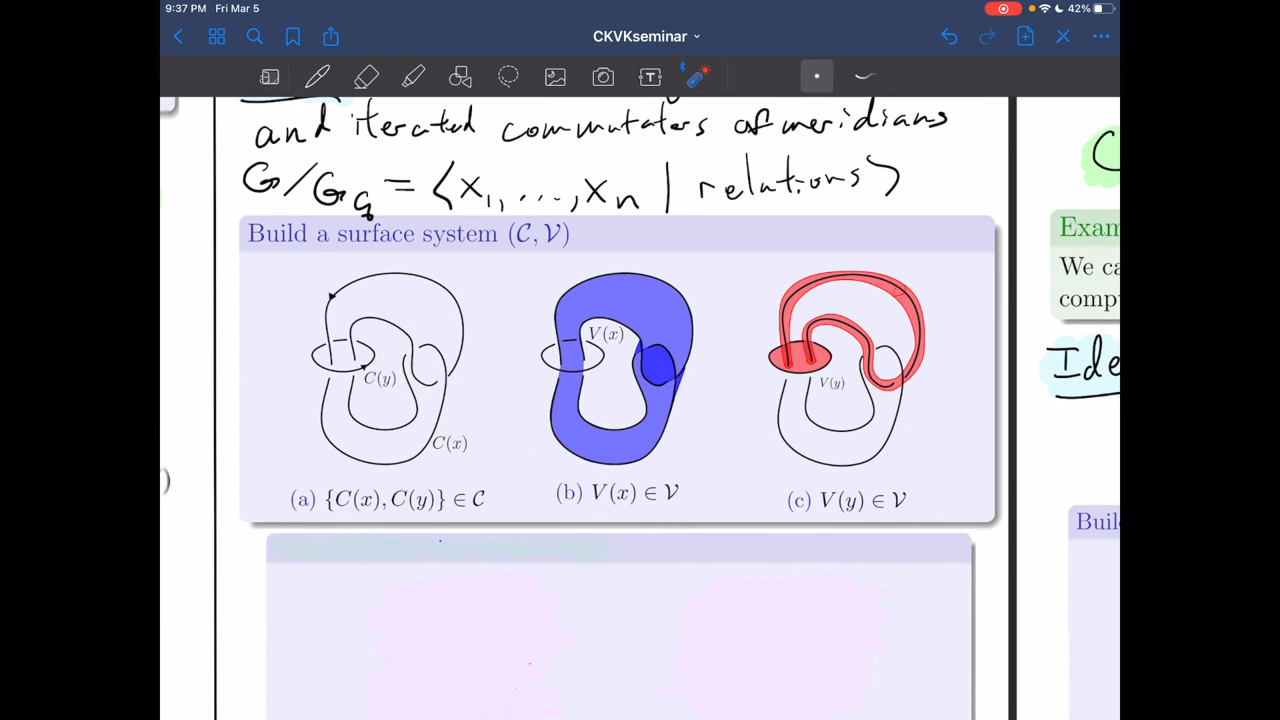 9:37 PM Fri Mar 5
42%
CKVKseminar
and iterated commutators of meridians
G/G_q = ⟨x_1, ..., x_n | relations⟩
Build a surface system (𝒞, 𝒱)
C(y)
C(x)
V(x)
V(y)
(a) {C(x), C(y)} ∈ 𝒞
(b) V(x) ∈ 𝒱
(c) V(y) ∈ 𝒱
)
C
Exam
We ca
comp
Ide
Buil